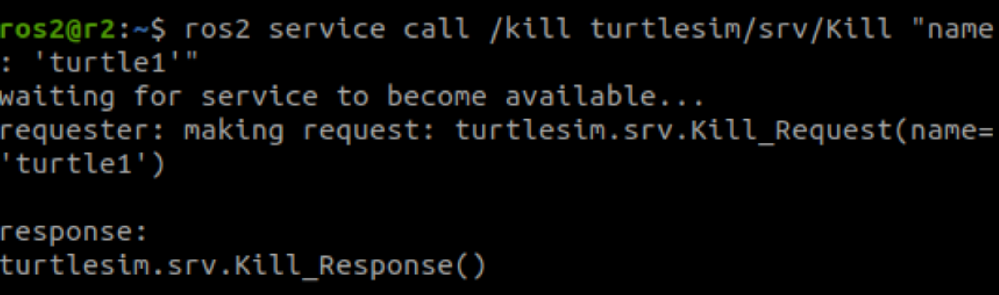 ros2@r2:~$ ros2 service call /kill turtlesim/srv/Kill "name
: 'turtle1'"
waiting for service to become available...
requester: making request: turtlesim.srv.Kill_Request(name=
'turtle1')
response:
turtlesim.srv.Kill_Response()